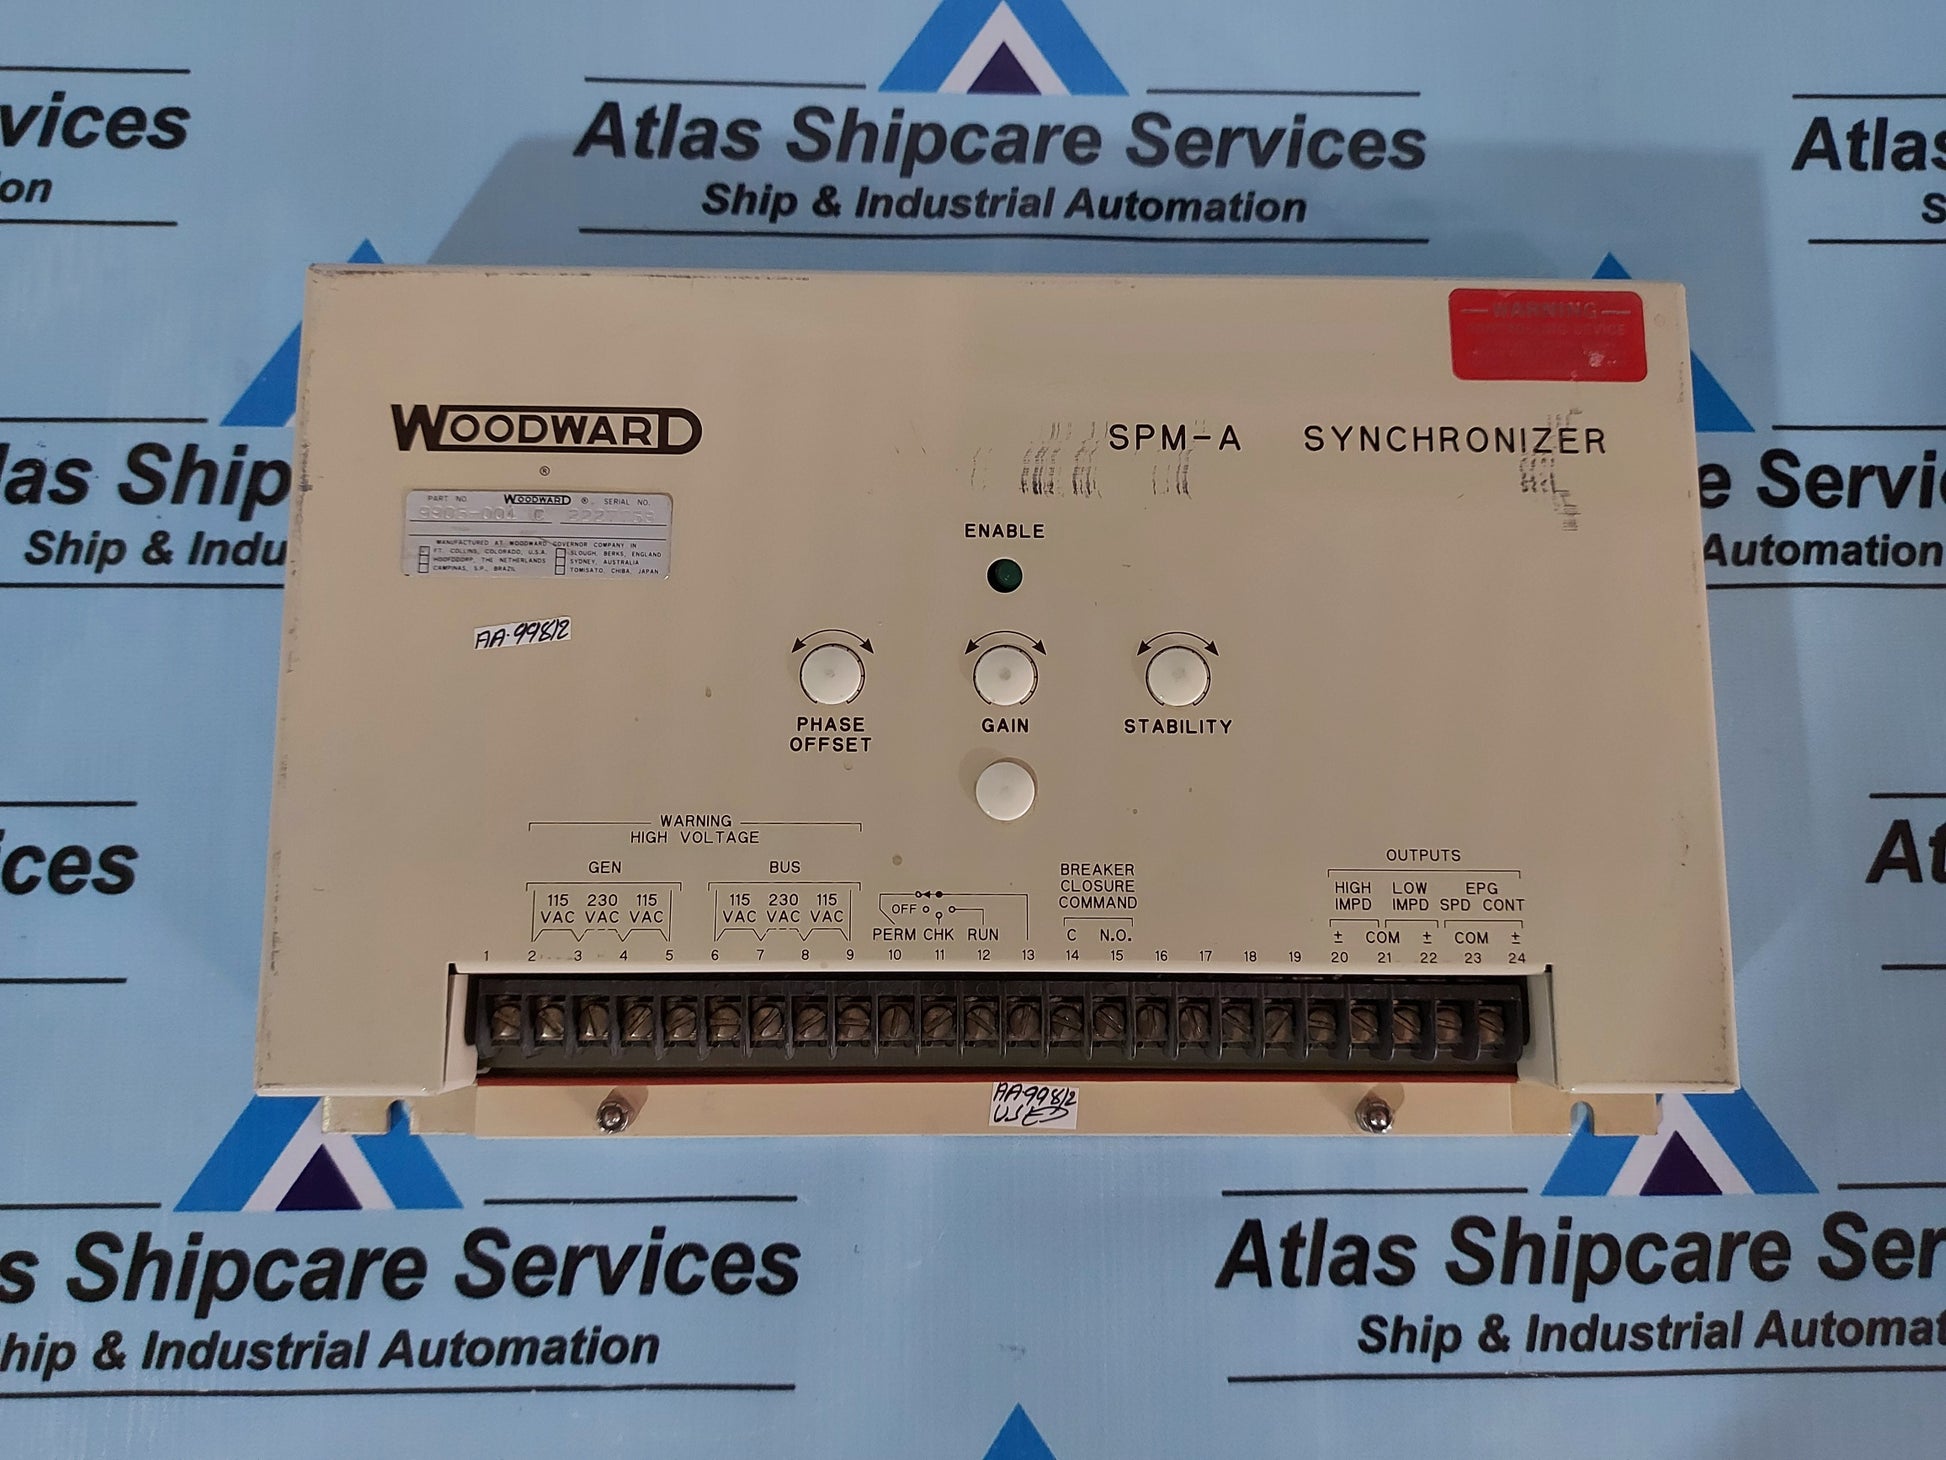 vices
on
Atlas Shipcare Services
Ship & Industrial Automation
Atlas
S
las Ship
Ship & Indu
e Servi
Automation
ces
At
WARNING
WOODWARD
®
SPM-A SYNCHRONIZER
PART NO. WOODWARD ® SERIAL NO.
9905-004
MANUFACTURED AT WOODWARD GOVERNOR COMPANY IN
FT. COLLINS, COLORADO, U.S.A. SLOUGH, BERKS, ENGLAND
HOOFDDORP, THE NETHERLANDS SYDNEY, AUSTRALIA
CAMPINAS, S.P., BRAZIL TOMISATO, CHIBA, JAPAN
AA-99812
ENABLE
PHASE OFFSET
GAIN
STABILITY
WARNING
HIGH VOLTAGE
GEN
115 VAC 230 VAC 115 VAC
BUS
115 VAC 230 VAC 115 VAC
OFF
PERM CHK RUN
BREAKER
CLOSURE
COMMAND
C N.O.
OUTPUTS
HIGH IMPD LOW IMPD EPG SPD CONT
± COM ± COM ±
1 2 3 4 5 6 7 8 9 10 11 12 13 14 15 16 17 18 19 20 21 22 23 24
AA-99812
USED
s Shipcare Services
hip & Industrial Automation
Atlas Shipcare Ser
Ship & Industrial Automat